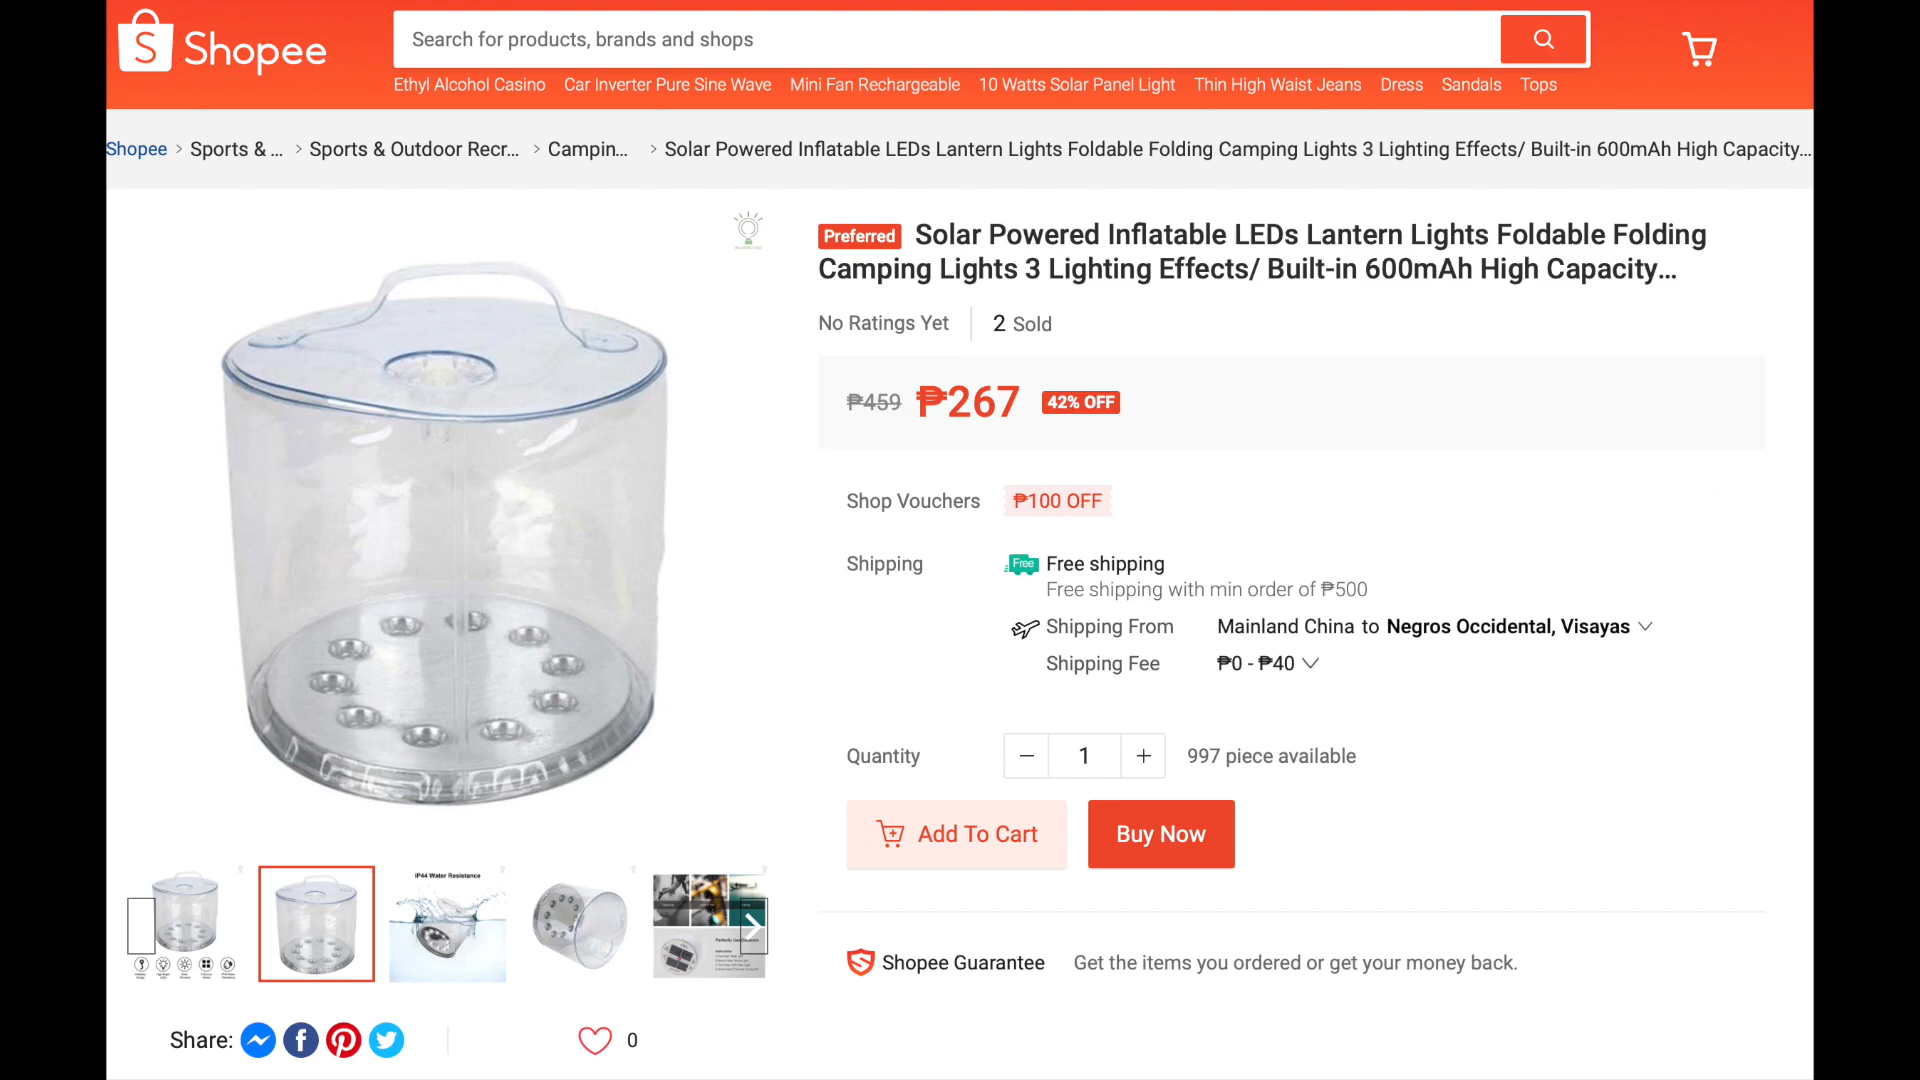 Shopee
Search for products, brands and shops
Ethyl Alcohol Casino Car Inverter Pure Sine Wave Mini Fan Rechargeable 10 Watts Solar Panel Light Thin High Waist Jeans Dress Sandals Tops
Shopee > Sports & ... > Sports & Outdoor Recr... > Campin... > Solar Powered Inflatable LEDs Lantern Lights Foldable Folding Camping Lights 3 Lighting Effects/ Built-in 600mAh High Capacity...
Preferred Solar Powered Inflatable LEDs Lantern Lights Foldable Folding
Camping Lights 3 Lighting Effects/ Built-in 600mAh High Capacity...
No Ratings Yet 2 Sold
₱459 ₱267 42% OFF
Shop Vouchers ₱100 OFF
Shipping Free Free shipping
Free shipping with min order of ₱500
Shipping From Mainland China to Negros Occidental, Visayas
Shipping Fee ₱0 - ₱40
Quantity 1 997 piece available
Add To Cart Buy Now
IP44 Water Resistance
Shopee Guarantee Get the items you ordered or get your money back.
Share: 0